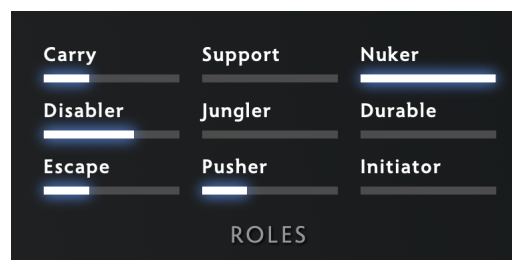 Carry Support Nuker
Disabler Jungler Durable
Escape Pusher Initiator
ROLES